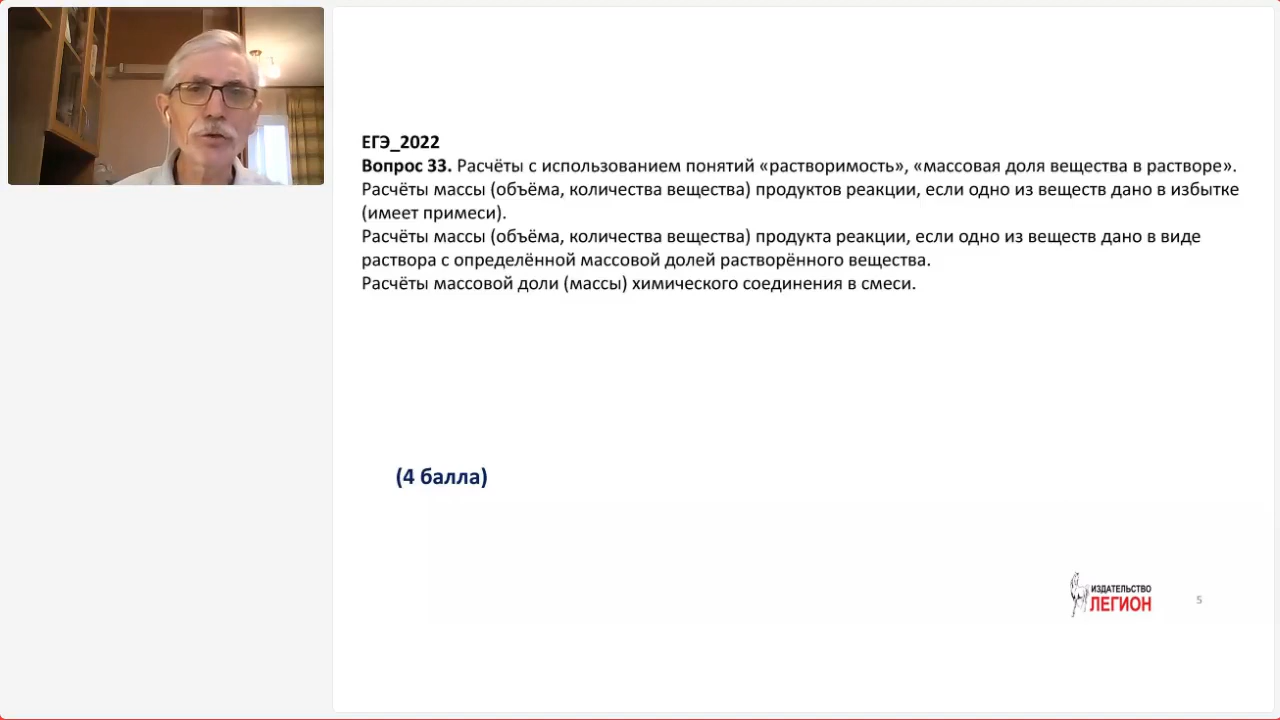 ЕГЭ_2022
Вопрос 33. Расчёты с использованием понятий «растворимость», «массовая доля вещества в растворе».
Расчёты массы (объёма, количества вещества) продуктов реакции, если одно из веществ дано в избытке
(имеет примеси).
Расчёты массы (объёма, количества вещества) продукта реакции, если одно из веществ дано в виде
раствора с определённой массовой долей растворённого вещества.
Расчёты массовой доли (массы) химического соединения в смеси.
(4 балла)
ИЗДАТЕЛЬСТВО
ЛЕГИОН
5